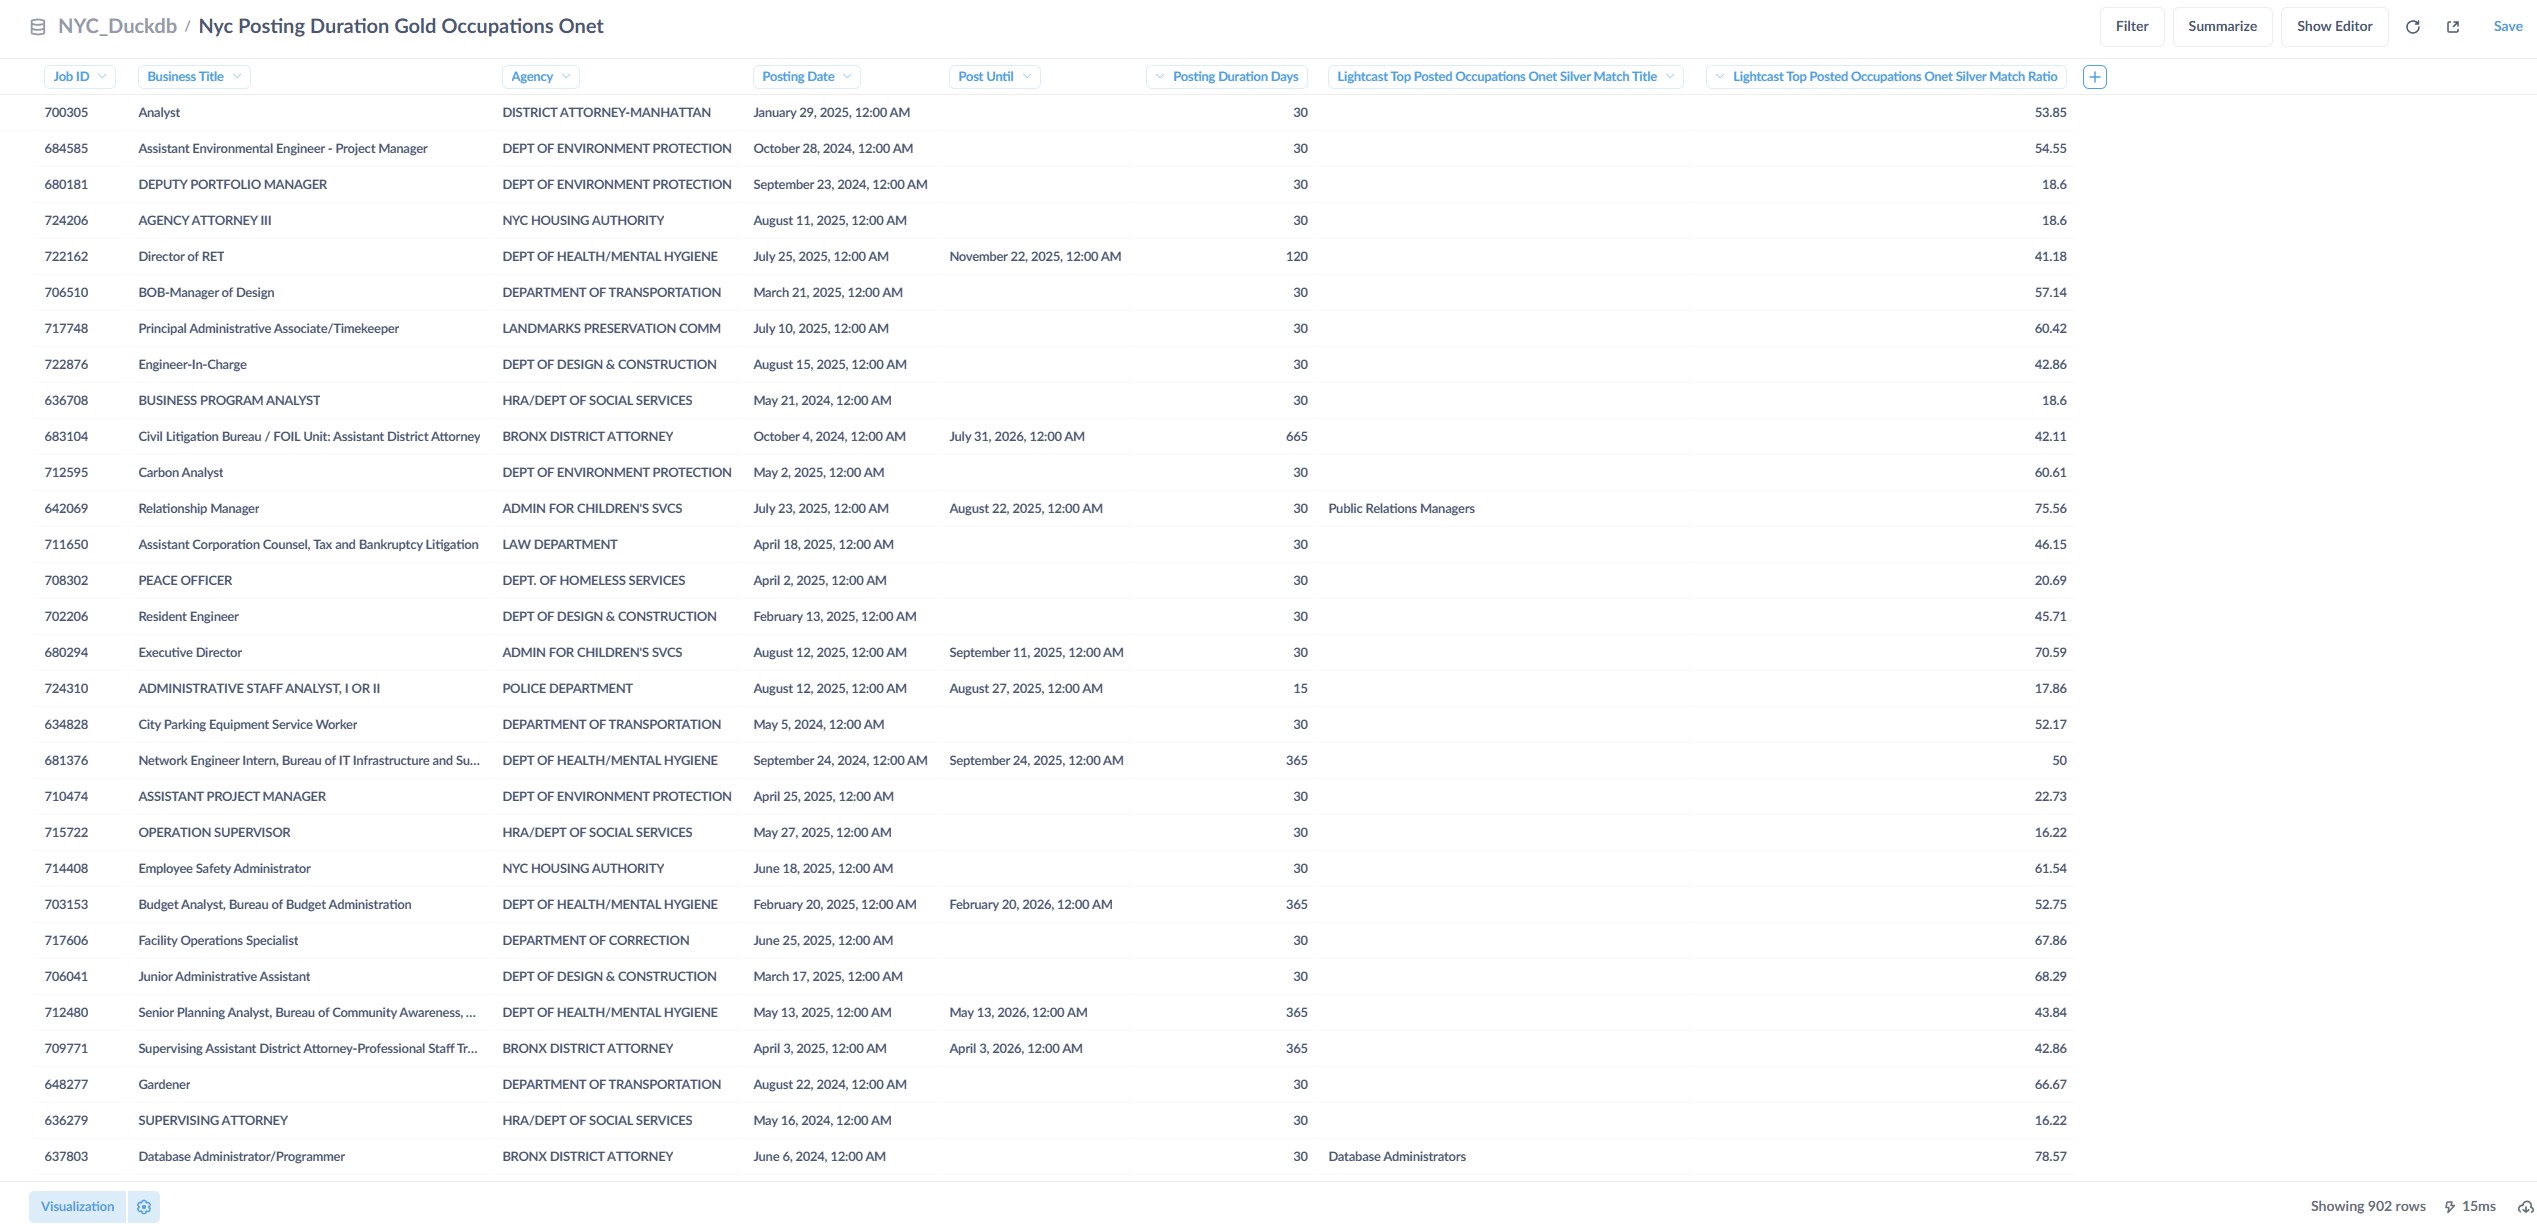 NYC_Duckdb / Nyc Posting Duration Gold Occupations Onet
Filter Summarize Show Editor Save
Job ID Business Title Agency Posting Date Post Until Posting Duration Days Lightcast Top Posted Occupations Onet Silver Match Title Lightcast Top Posted Occupations Onet Silver Match Ratio
700305 Analyst DISTRICT ATTORNEY-MANHATTAN January 29, 2025, 12:00 AM 30 53.85
684585 Assistant Environmental Engineer - Project Manager DEPT OF ENVIRONMENT PROTECTION October 28, 2024, 12:00 AM 30 54.55
680181 DEPUTY PORTFOLIO MANAGER DEPT OF ENVIRONMENT PROTECTION September 23, 2024, 12:00 AM 30 18.6
724206 AGENCY ATTORNEY III NYC HOUSING AUTHORITY August 11, 2025, 12:00 AM 30 18.6
722162 Director of RET DEPT OF HEALTH/MENTAL HYGIENE July 25, 2025, 12:00 AM November 22, 2025, 12:00 AM 120 41.18
706510 BOB-Manager of Design DEPARTMENT OF TRANSPORTATION March 21, 2025, 12:00 AM 30 57.14
717748 Principal Administrative Associate/Timekeeper LANDMARKS PRESERVATION COMM July 10, 2025, 12:00 AM 30 60.42
722876 Engineer-In-Charge DEPT OF DESIGN & CONSTRUCTION August 15, 2025, 12:00 AM 30 42.86
636708 BUSINESS PROGRAM ANALYST HRA/DEPT OF SOCIAL SERVICES May 21, 2024, 12:00 AM 30 18.6
683104 Civil Litigation Bureau / FOIL Unit: Assistant District Attorney BRONX DISTRICT ATTORNEY October 4, 2024, 12:00 AM July 31, 2026, 12:00 AM 665 42.11
712595 Carbon Analyst DEPT OF ENVIRONMENT PROTECTION May 2, 2025, 12:00 AM 30 60.61
642069 Relationship Manager ADMIN FOR CHILDREN'S SVCS July 23, 2025, 12:00 AM August 22, 2025, 12:00 AM 30 Public Relations Managers 75.56
711650 Assistant Corporation Counsel, Tax and Bankruptcy Litigation LAW DEPARTMENT April 18, 2025, 12:00 AM 30 46.15
708302 PEACE OFFICER DEPT. OF HOMELESS SERVICES April 2, 2025, 12:00 AM 30 20.69
702206 Resident Engineer DEPT OF DESIGN & CONSTRUCTION February 13, 2025, 12:00 AM 30 45.71
680294 Executive Director ADMIN FOR CHILDREN'S SVCS August 12, 2025, 12:00 AM September 11, 2025, 12:00 AM 30 70.59
724310 ADMINISTRATIVE STAFF ANALYST, I OR II POLICE DEPARTMENT August 12, 2025, 12:00 AM August 27, 2025, 12:00 AM 15 17.86
634828 City Parking Equipment Service Worker DEPARTMENT OF TRANSPORTATION May 5, 2024, 12:00 AM 30 52.17
681376 Network Engineer Intern, Bureau of IT Infrastructure and Su... DEPT OF HEALTH/MENTAL HYGIENE September 24, 2024, 12:00 AM September 24, 2025, 12:00 AM 365 50
710474 ASSISTANT PROJECT MANAGER DEPT OF ENVIRONMENT PROTECTION April 25, 2025, 12:00 AM 30 22.73
715722 OPERATION SUPERVISOR HRA/DEPT OF SOCIAL SERVICES May 27, 2025, 12:00 AM 30 16.22
714408 Employee Safety Administrator NYC HOUSING AUTHORITY June 18, 2025, 12:00 AM 30 61.54
703153 Budget Analyst, Bureau of Budget Administration DEPT OF HEALTH/MENTAL HYGIENE February 20, 2025, 12:00 AM February 20, 2026, 12:00 AM 365 52.75
717606 Facility Operations Specialist DEPARTMENT OF CORRECTION June 25, 2025, 12:00 AM 30 67.86
706041 Junior Administrative Assistant DEPT OF DESIGN & CONSTRUCTION March 17, 2025, 12:00 AM 30 68.29
712480 Senior Planning Analyst, Bureau of Community Awareness, ... DEPT OF HEALTH/MENTAL HYGIENE May 13, 2025, 12:00 AM May 13, 2026, 12:00 AM 365 43.84
709771 Supervising Assistant District Attorney-Professional Staff Tr... BRONX DISTRICT ATTORNEY April 3, 2025, 12:00 AM April 3, 2026, 12:00 AM 365 42.86
648277 Gardener DEPARTMENT OF TRANSPORTATION August 22, 2024, 12:00 AM 30 66.67
636279 SUPERVISING ATTORNEY HRA/DEPT OF SOCIAL SERVICES May 16, 2024, 12:00 AM 30 16.22
637803 Database Administrator/Programmer BRONX DISTRICT ATTORNEY June 6, 2024, 12:00 AM 30 Database Administrators 78.57
Visualization Showing 902 rows 15ms